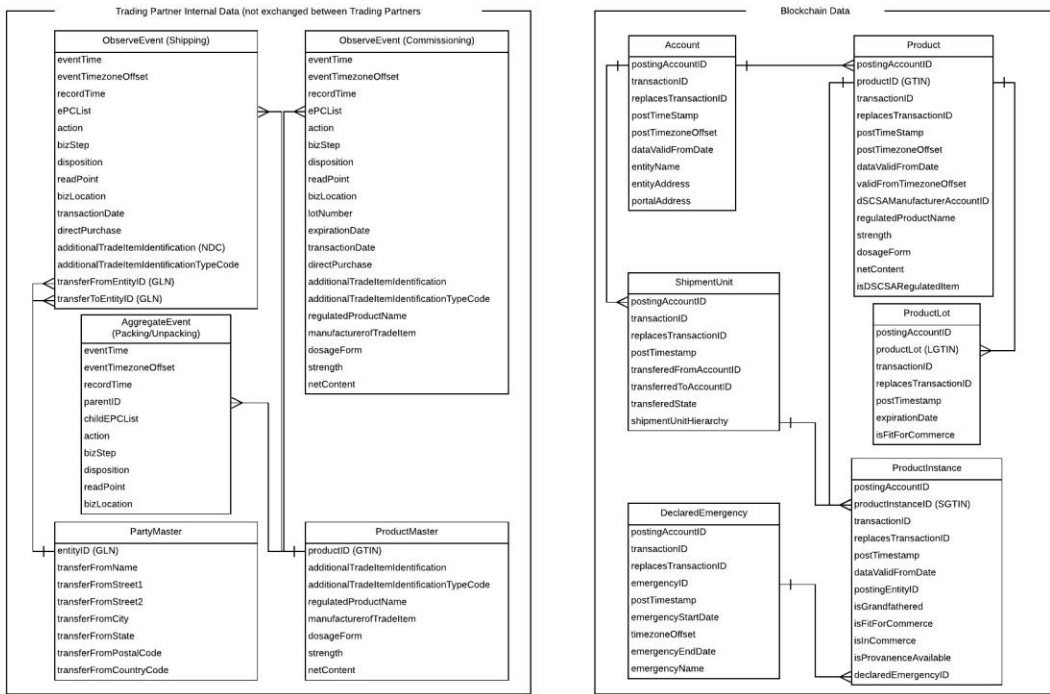 Trading Partner Internal Data (not exchanged between Trading Partners
ObserveEvent (Shipping)
eventTime
eventTimezoneOffset
recordTime
ePCList
action
bizStep
disposition
readPoint
bizLocation
transactionDate
directPurchase
additionalTradeItemIdentification (NDC)
additionalTradeItemIdentificationTypeCode
transferFromEntityID (GLN)
transferToEntityID (GLN)
ObserveEvent (Commissioning)
eventTime
eventTimezoneOffset
recordTime
ePCList
action
bizStep
disposition
readPoint
bizLocation
lotNumber
expirationDate
transactionDate
directPurchase
additionalTradeItemIdentification
additionalTradeItemIdentificationTypeCode
regulatedProductName
manufacturerofTradeItem
dosageForm
strength
netContent
AggregateEvent
(Packing/Unpacking)
eventTime
eventTimezoneOffset
recordTime
parentID
childEPCList
action
bizStep
disposition
readPoint
bizLocation
PartyMaster
entityID (GLN)
transferFromName
transferFromStreet1
transferFromStreet2
transferFromCity
transferFromState
transferFromPostalCode
transferFromCountryCode
ProductMaster
productID (GTIN)
additionalTradeItemIdentification
additionalTradeItemIdentificationTypeCode
regulatedProductName
manufacturerofTradeItem
dosageForm
strength
netContent
Blockchain Data
Account
postingAccountID
transactionID
replacesTransactionID
postTimeStamp
postTimezoneOffset
dataValidFromDate
entityName
entityAddress
portalAddress
Product
postingAccountID
productID (GTIN)
transactionID
replacesTransactionID
postTimeStamp
postTimezoneOffset
dataValidFromDate
validFromTimezoneOffset
dSCSAManufacturerAccountID
regulatedProductName
strength
dosageForm
netContent
isDSCSARegulatedItem
ShipmentUnit
postingAccountID
transactionID
replacesTransactionID
postTimestamp
transferedFromAccountID
transferredToAccountID
transferedState
shipmentUnitHierarchy
ProductLot
postingAccountID
productLot (LGTIN)
transactionID
replacesTransactionID
postTimestamp
expirationDate
isFitForCommerce
DeclaredEmergency
postingAccountID
transactionID
replacesTransactionID
emergencyID
postTimestamp
emergencyStartDate
timezoneOffset
emergencyEndDate
emergencyName
ProductInstance
postingAccountID
productInstanceID (SGTIN)
transactionID
replacesTransactionID
postTimestamp
dataValidFromDate
postingEntityID
isGrandfathered
isFitForCommerce
isInCommerce
isProvanenceAvailable
declaredEmergencyID